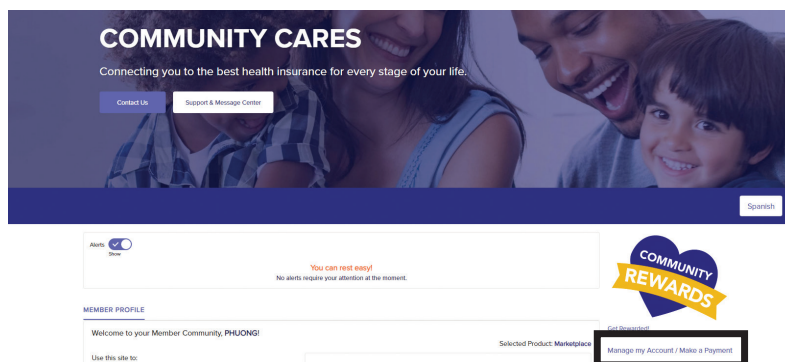 COMMUNITY CARES
Connecting you to the best health insurance for every stage of your life.
Contact Us
Support & Message Center
Spanish
Alerts
Show
You can rest easy!
No alerts require your attention at the moment.
COMMUNITY
REWARDS
MEMBER PROFILE
Welcome to your Member Community, PHUONG!
Get Rewarded!
Selected Product: Marketplace
Manage my Account / Make a Payment
Use this site to: